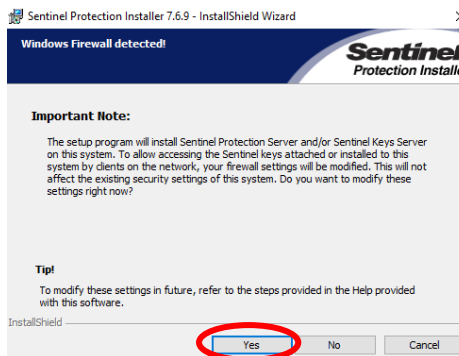 Sentinel Protection Installer 7.6.9 - InstallShield Wizard
Windows Firewall detected!
Sentinel
Protection Installe
Important Note:
The setup program will install Sentinel Protection Server and/or Sentinel Keys Server
on this system. To allow accessing the Sentinel keys attached or installed to this
system by clients on the network, your firewall settings will be modified. This will not
affect the existing security settings of this system. Do you want to modify these
settings right now?
Tip!
To modify these settings in future, refer to the steps provided in the Help provided
with this software.
InstallShield
Yes No Cancel